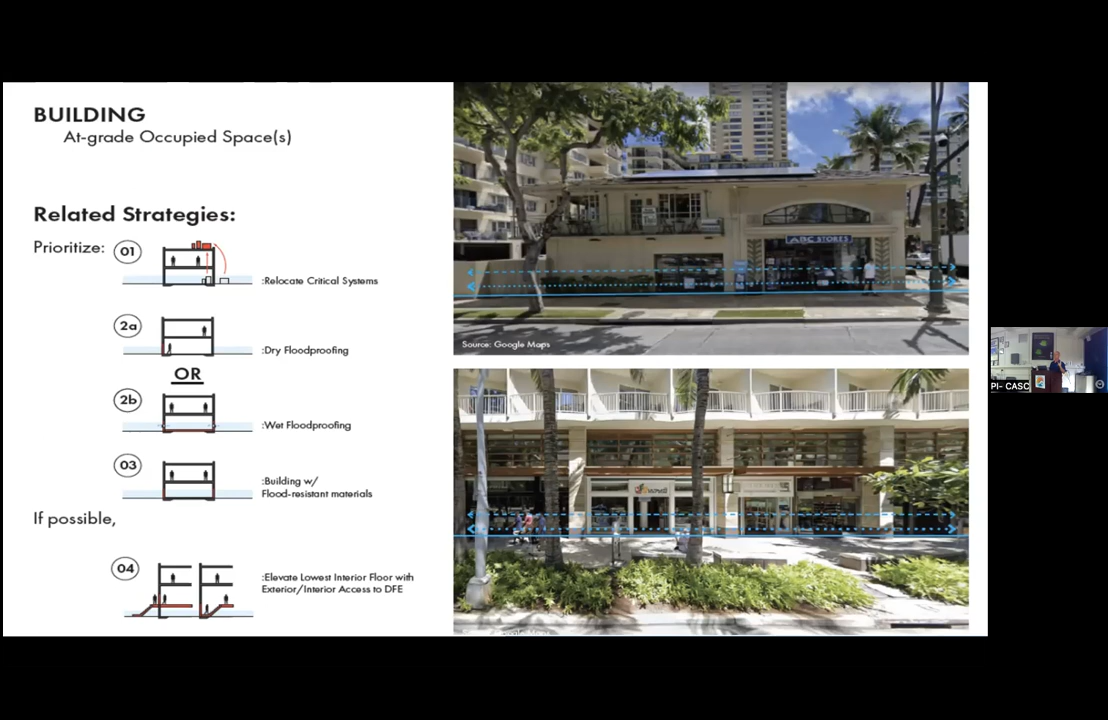 BUILDING
At-grade Occupied Space(s)
Related Strategies:
Prioritize:
01
:Relocate Critical Systems
2a
:Dry Floodproofing
OR
2b
:Wet Floodproofing
03
:Building w/
Flood-resistant materials
If possible,
04
:Elevate Lowest Interior Floor with
Exterior/Interior Access to DFE
ABC STORES
Source: Google Maps
PI- CASC